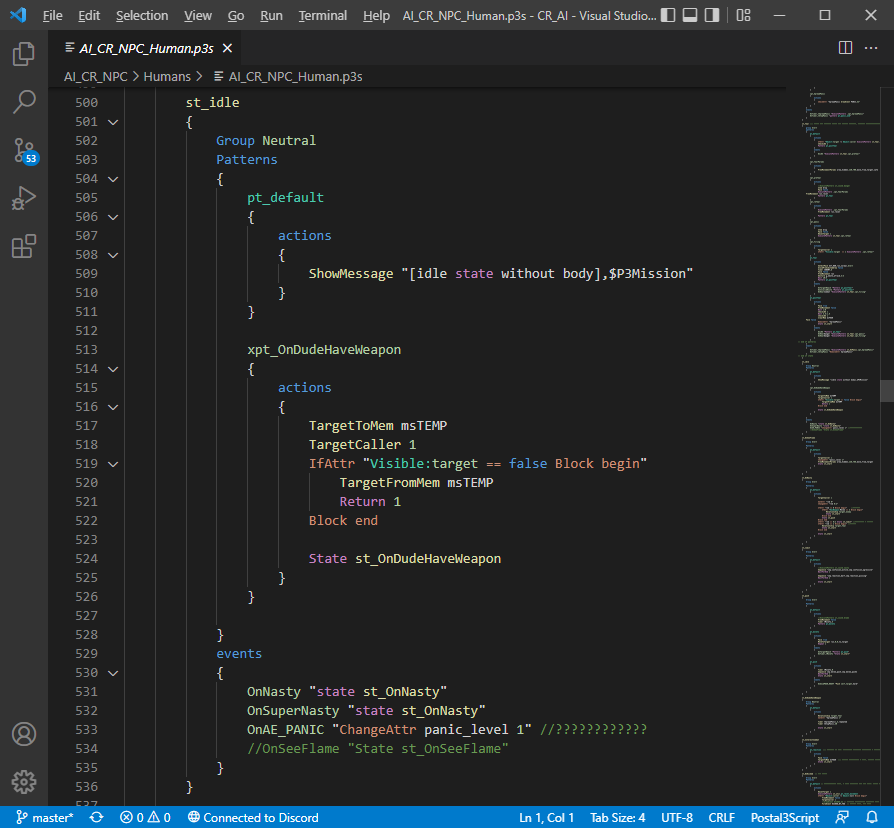 File Edit Selection View Go Run Terminal Help AI_CR_NPC_Human.p3s - CR_AI - Visual Studio...
AI_CR_NPC_Human.p3s
AI_CR_NPC > Humans > AI_CR_NPC_Human.p3s
500 st_idle
501 {
502 Group Neutral
503 Patterns
504 {
505 pt_default
506 {
507 actions
508 {
509 ShowMessage "[idle state without body],$P3Mission"
510 }
511 }
512
513 xpt_OnDudeHaveWeapon
514 {
515 actions
516 {
517 TargetToMem msTEMP
518 TargetCaller 1
519 IfAttr "Visible:target == false Block begin"
520 TargetFromMem msTEMP
521 Return 1
522 Block end
523
524 State st_OnDudeHaveWeapon
525 }
526 }
527
528 }
529 events
530 {
531 OnNasty "state st_OnNasty"
532 OnSuperNasty "state st_OnNasty"
533 OnAE_PANIC "ChangeAttr panic_level 1" //????????????
534 //OnSeeFlame "State st_OnSeeFlame"
535 }
536 }
537
53
master* 0 0 Connected to Discord Ln 1, Col 1 Tab Size: 4 UTF-8 CRLF Postal3Script